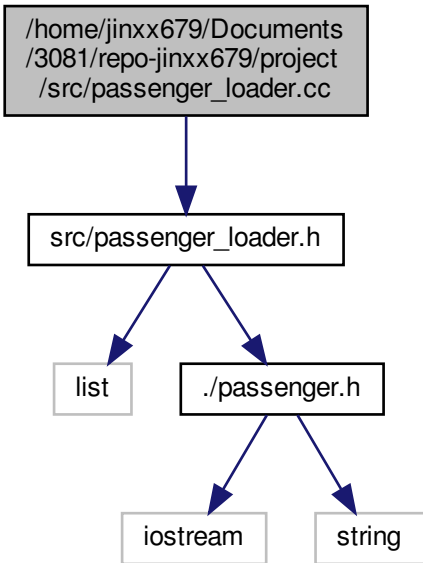 /home/jinxx679/Documents
/3081/repo-jinxx679/project
/src/passenger_loader.cc
src/passenger_loader.h
list
./passenger.h
iostream
string